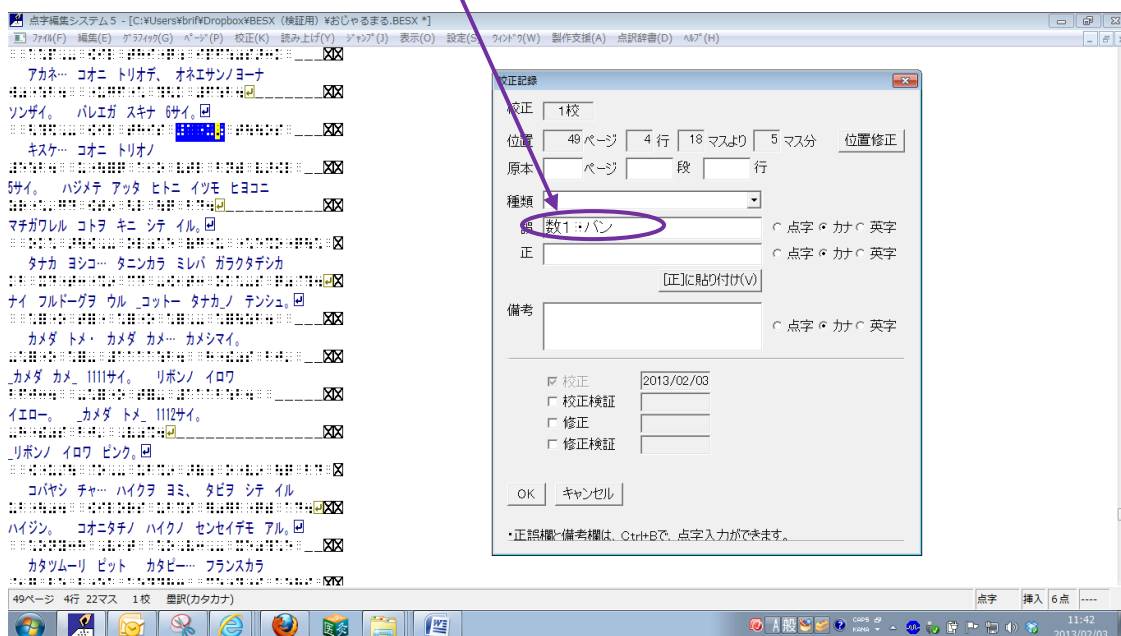 点字編集システム5 - [C:¥Users¥brif¥Dropbox¥BESX（検証用）¥おじゃるまる.BESX *]
ﾌｧｲﾙ(F) 編集(E) ｸﾞﾗﾌｨｯｸ(G) ﾍﾟｰｼﾞ(P) 校正(K) 読み上げ(Y) ｼﾞｬﾝﾌﾟ(J) 表示(O) 設定(S) ｳｨﾝﾄﾞｳ(W) 製作支援(A) 点訳辞書(D) ﾍﾙﾌﾟ(H)
アカネ… コオニ トリオデ、 オネエサンノヨーナ
ソンザイ。 バレエガ スキナ 6サイ。
キスケ… コオニ トリオノ
5サイ。 ハジメテ アッタ ヒトニ イツモ ヒヨコニ
マチガワレル コトヲ キニ シテ イル。
タナカ ヨシコ… タニンカラ ミレバ ガラクタデシカ
ナイ フルドーグヲ ウル _コットー タナカ_ノ テンシュ。
カメダ トメ・ カメダ カメ… カメシマイ。
_カメダ カメ_ 1111サイ。 リボンノ イロワ
イエロー。 _カメダ トメ_ 1112サイ。
_リボンノ イロワ ピンク。
コバヤシ チャ… ハイクヲ ヨミ、 タビヲ シテ イル
ハイジン。 コオニタチノ ハイクノ センセイデモ アル。
カタツムーリ ピット カタピー… フランスカラ
校正記録
校正 1校
位置 49 ページ 4 行 18 マスより 5 マス分 位置修正
原本 ページ 段 行
種類
誤 数1⠼バン 点字 カナ 英字
正 点字 カナ 英字
[正]に貼り付け(V)
備考 点字 カナ 英字
校正 2013/02/03
校正検証
修正
修正検証
OK キャンセル
・正誤欄と備考欄は、Ctrl+Bで、点字入力ができます。
49ページ 4行 22マス 1校 墨訳(カタカナ) 点字 挿入 6点 ----
A 般 CAPS KANA 11:42
2013/02/03